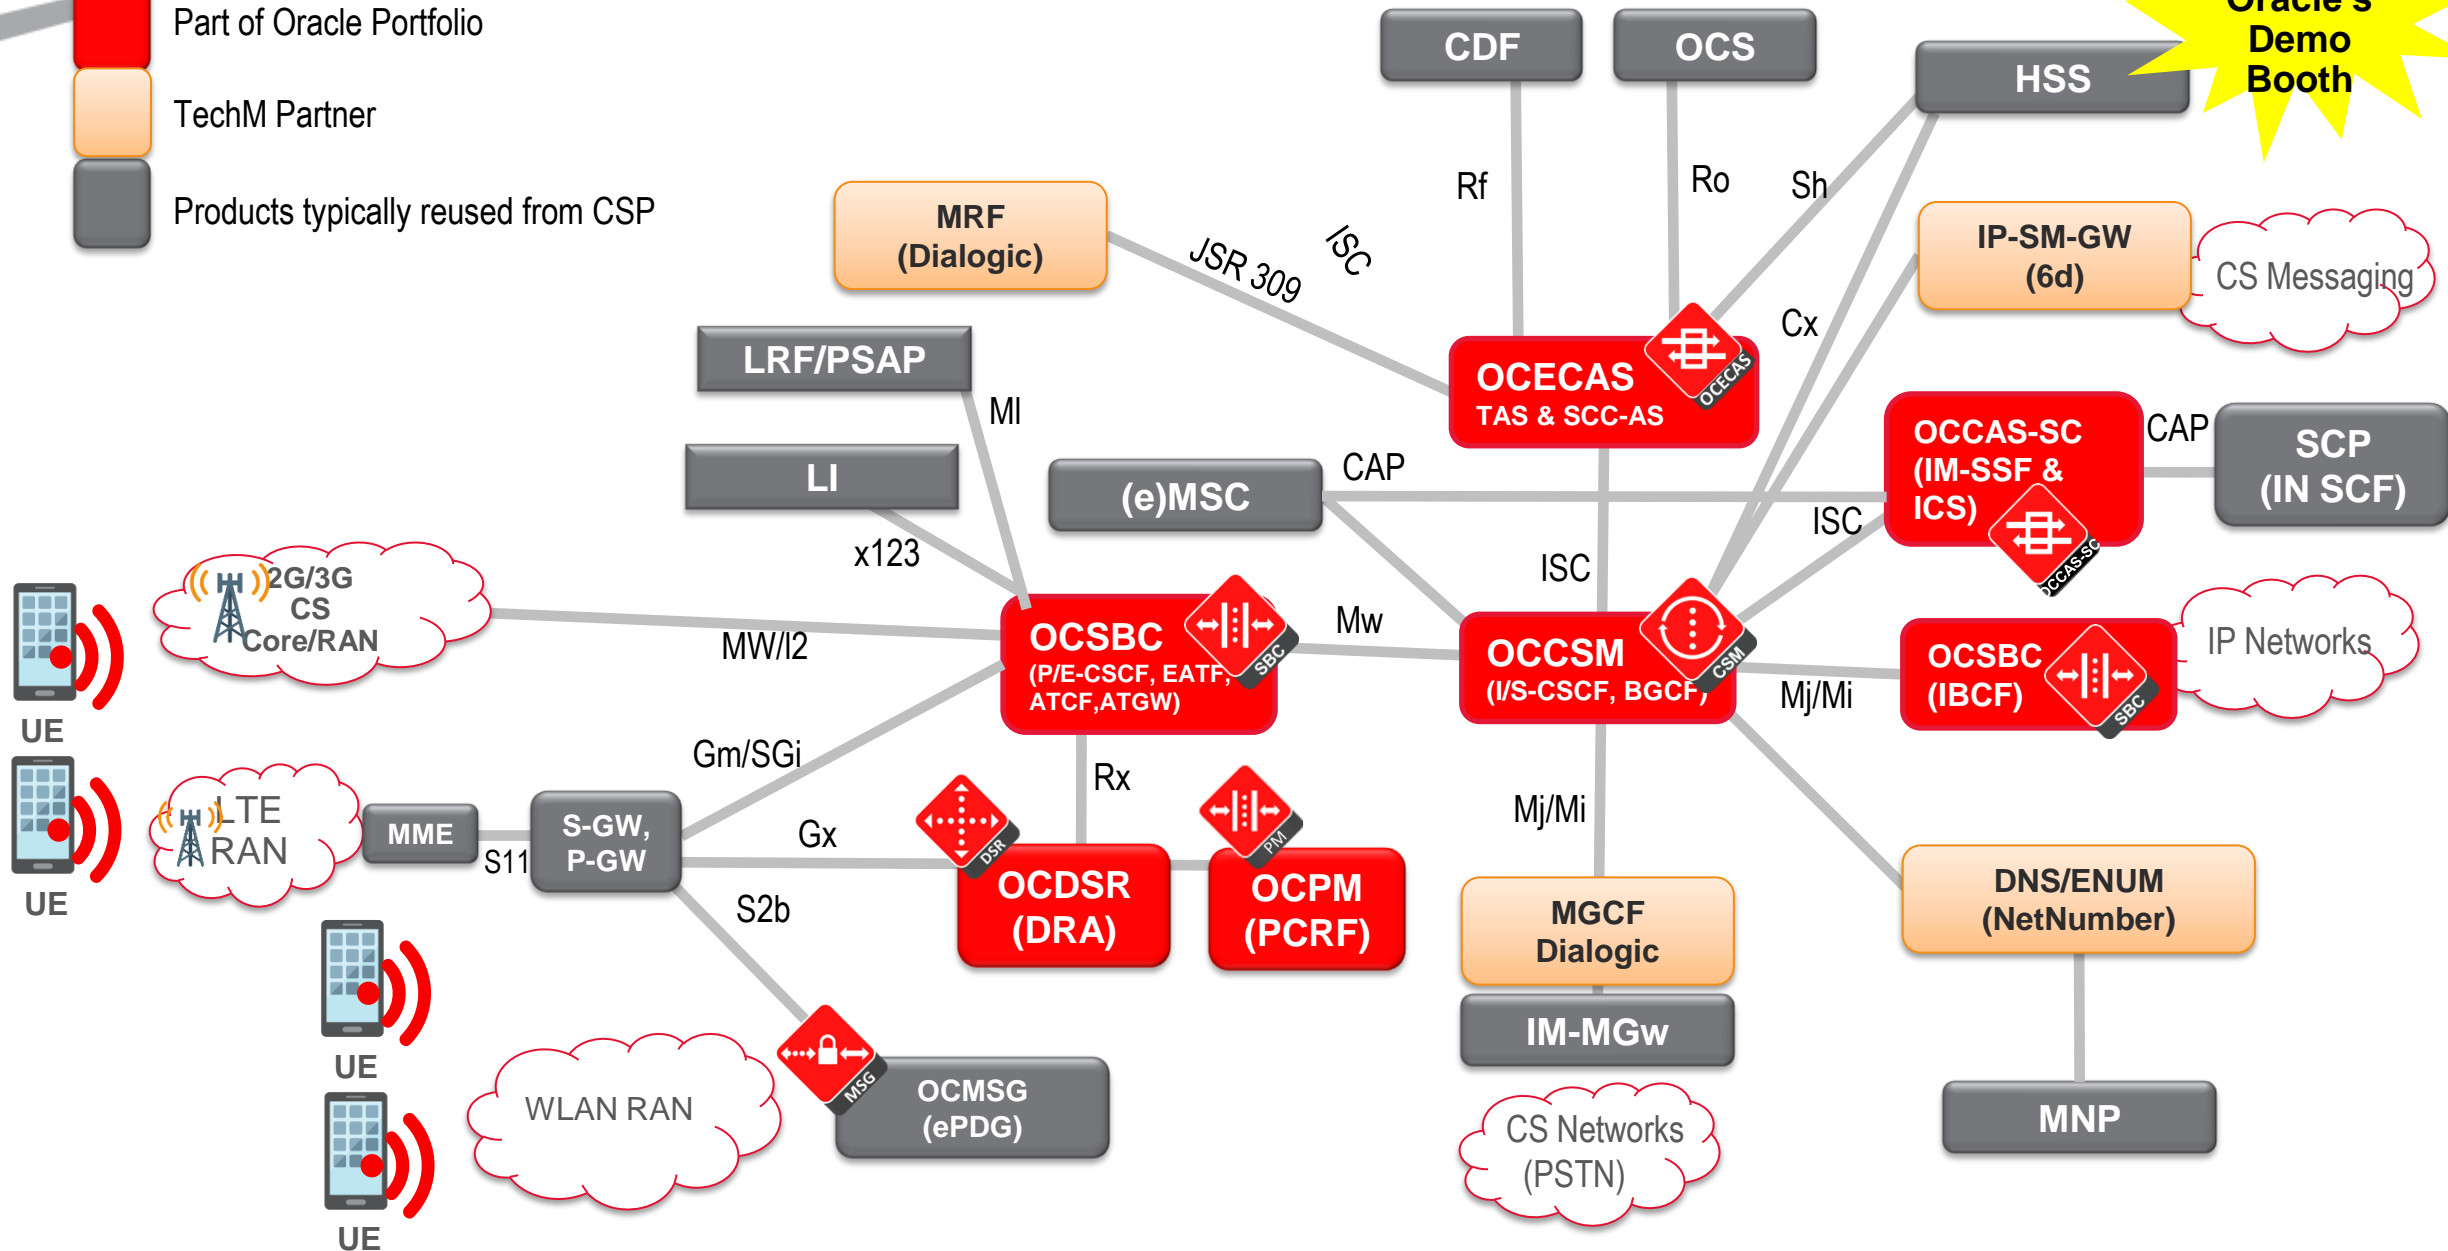 Part of Oracle Portfolio
TechM Partner
Products typically reused from CSP
CDF
OCS
HSS
Oracle's
Demo
Booth
Rf
Ro
Sh
Cx
ISC
JSR 309
MRF
(Dialogic)
IP-SM-GW
(6d)
CS Messaging
LRF/PSAP
Ml
LI
x123
OCECAS
TAS & SCC-AS
OCECAS
(e)MSC
CAP
OCCAS-SC
(IM-SSF &
ICS)
OCCAS-SC
CAP
SCP
(IN SCF)
ISC
ISC
2G/3G
CS
Core/RAN
UE
MW/I2
OCSBC
(P/E-CSCF, EATF,
ATCF,ATGW)
SBC
Mw
OCCSM
(I/S-CSCF, BGCF)
CSM
Mj/Mi
OCSBC
(IBCF)
SBC
IP Networks
Gm/SGi
Rx
Mj/Mi
LTE
RAN
UE
MME
S11
S-GW,
P-GW
Gx
S2b
DSR
OCDSR
(DRA)
PM
OCPM
(PCRF)
MGCF
Dialogic
IM-MGw
DNS/ENUM
(NetNumber)
UE
WLAN RAN
MSG
OCMSG
(ePDG)
CS Networks
(PSTN)
MNP
UE